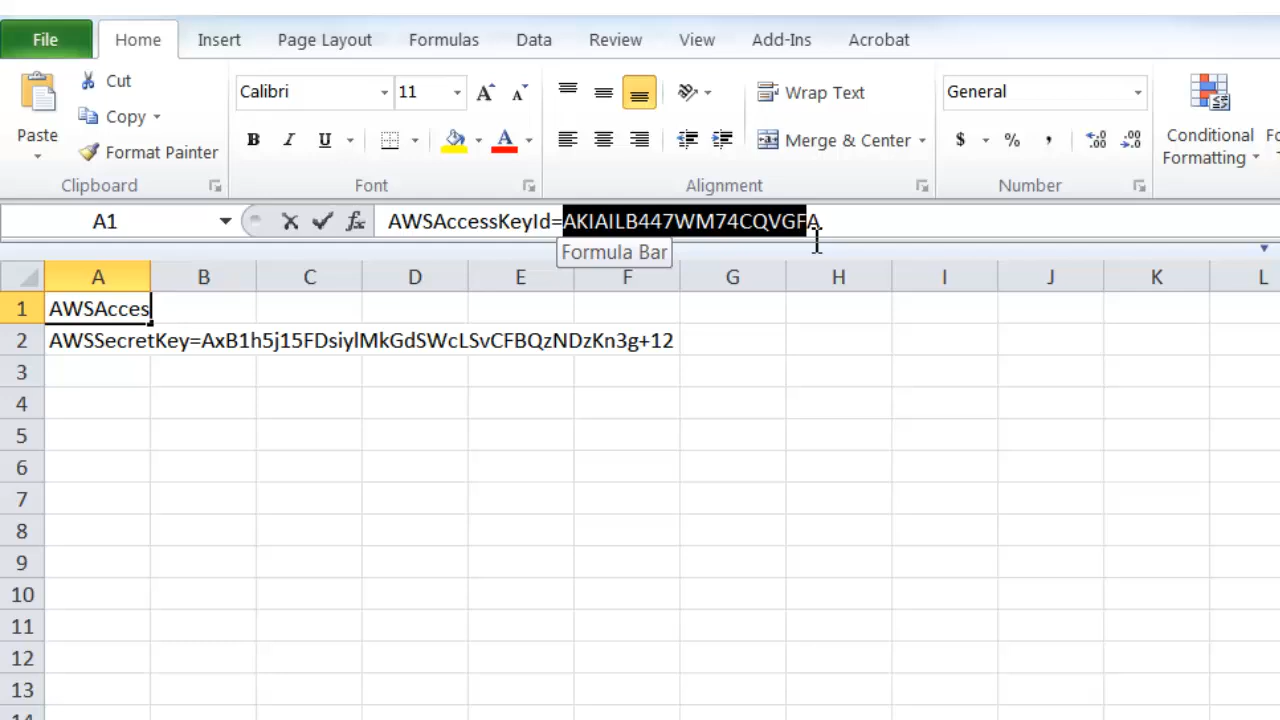 File Home Insert Page Layout Formulas Data Review View Add-Ins Acrobat
Paste
Cut
Copy
Format Painter
Clipboard
Calibri 11
B I U A
Font
Wrap Text
Merge & Center
Alignment
General
$ % ,
Number
Conditional
Formatting
A1 fx AWSAccessKeyId=AKIAILB447WM74CQVGFA
Formula Bar
A B C D E F G H I J K L
1 AWSAcces
2 AWSSecretKey=AxB1h5j15FDsiylMkGdSWcLSvCFBQzNDzKn3g+12
3
4
5
6
7
8
9
10
11
12
13